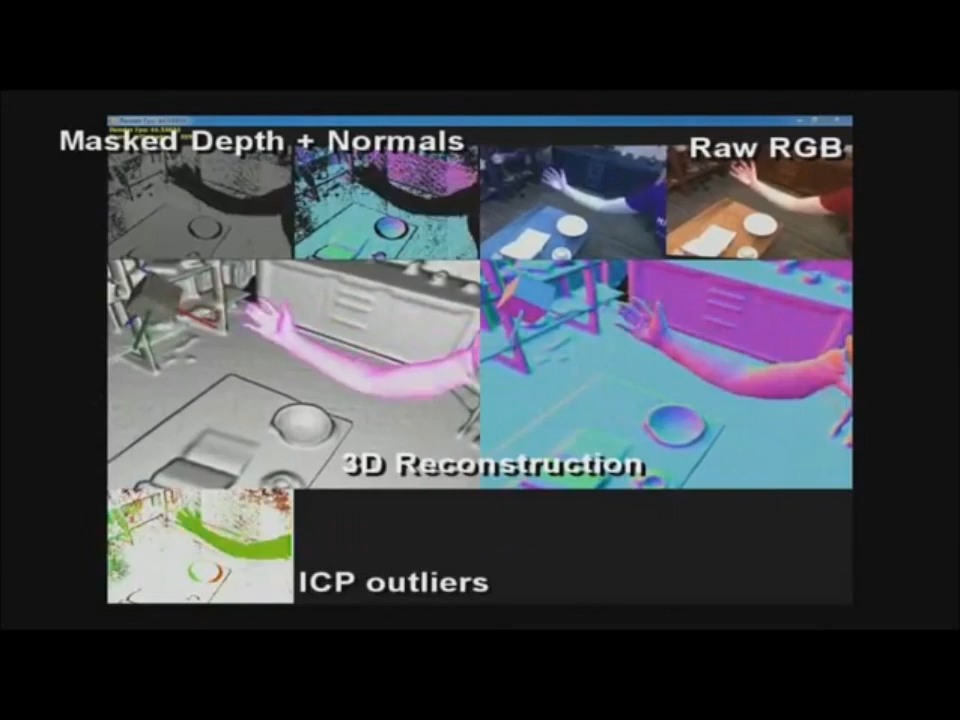 Masked Depth + Normals
Raw RGB
3D Reconstruction
ICP outliers